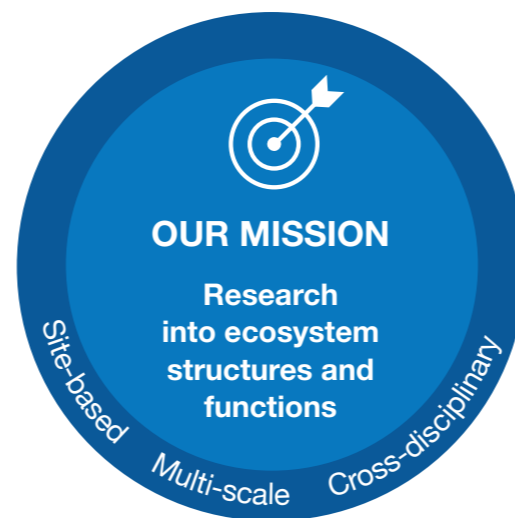 OUR MISSION
Research
into ecosystem
structures and
functions
Site-based
Multi-scale
Cross-disciplinary